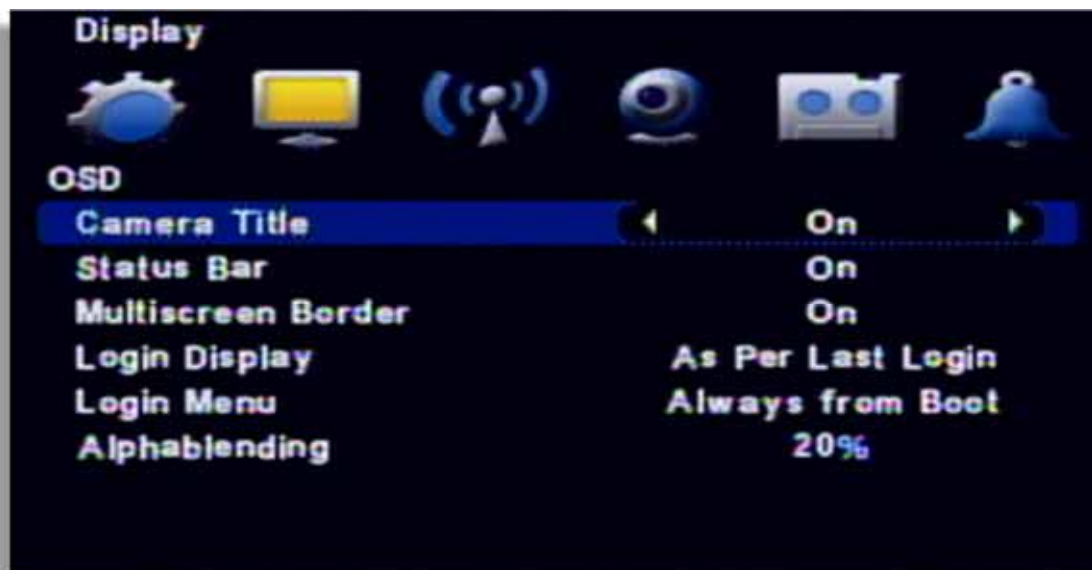 Display
OSD
Camera Title On
Status Bar On
Multiscreen Border On
Login Display As Per Last Login
Login Menu Always from Boot
Alphablending 20%